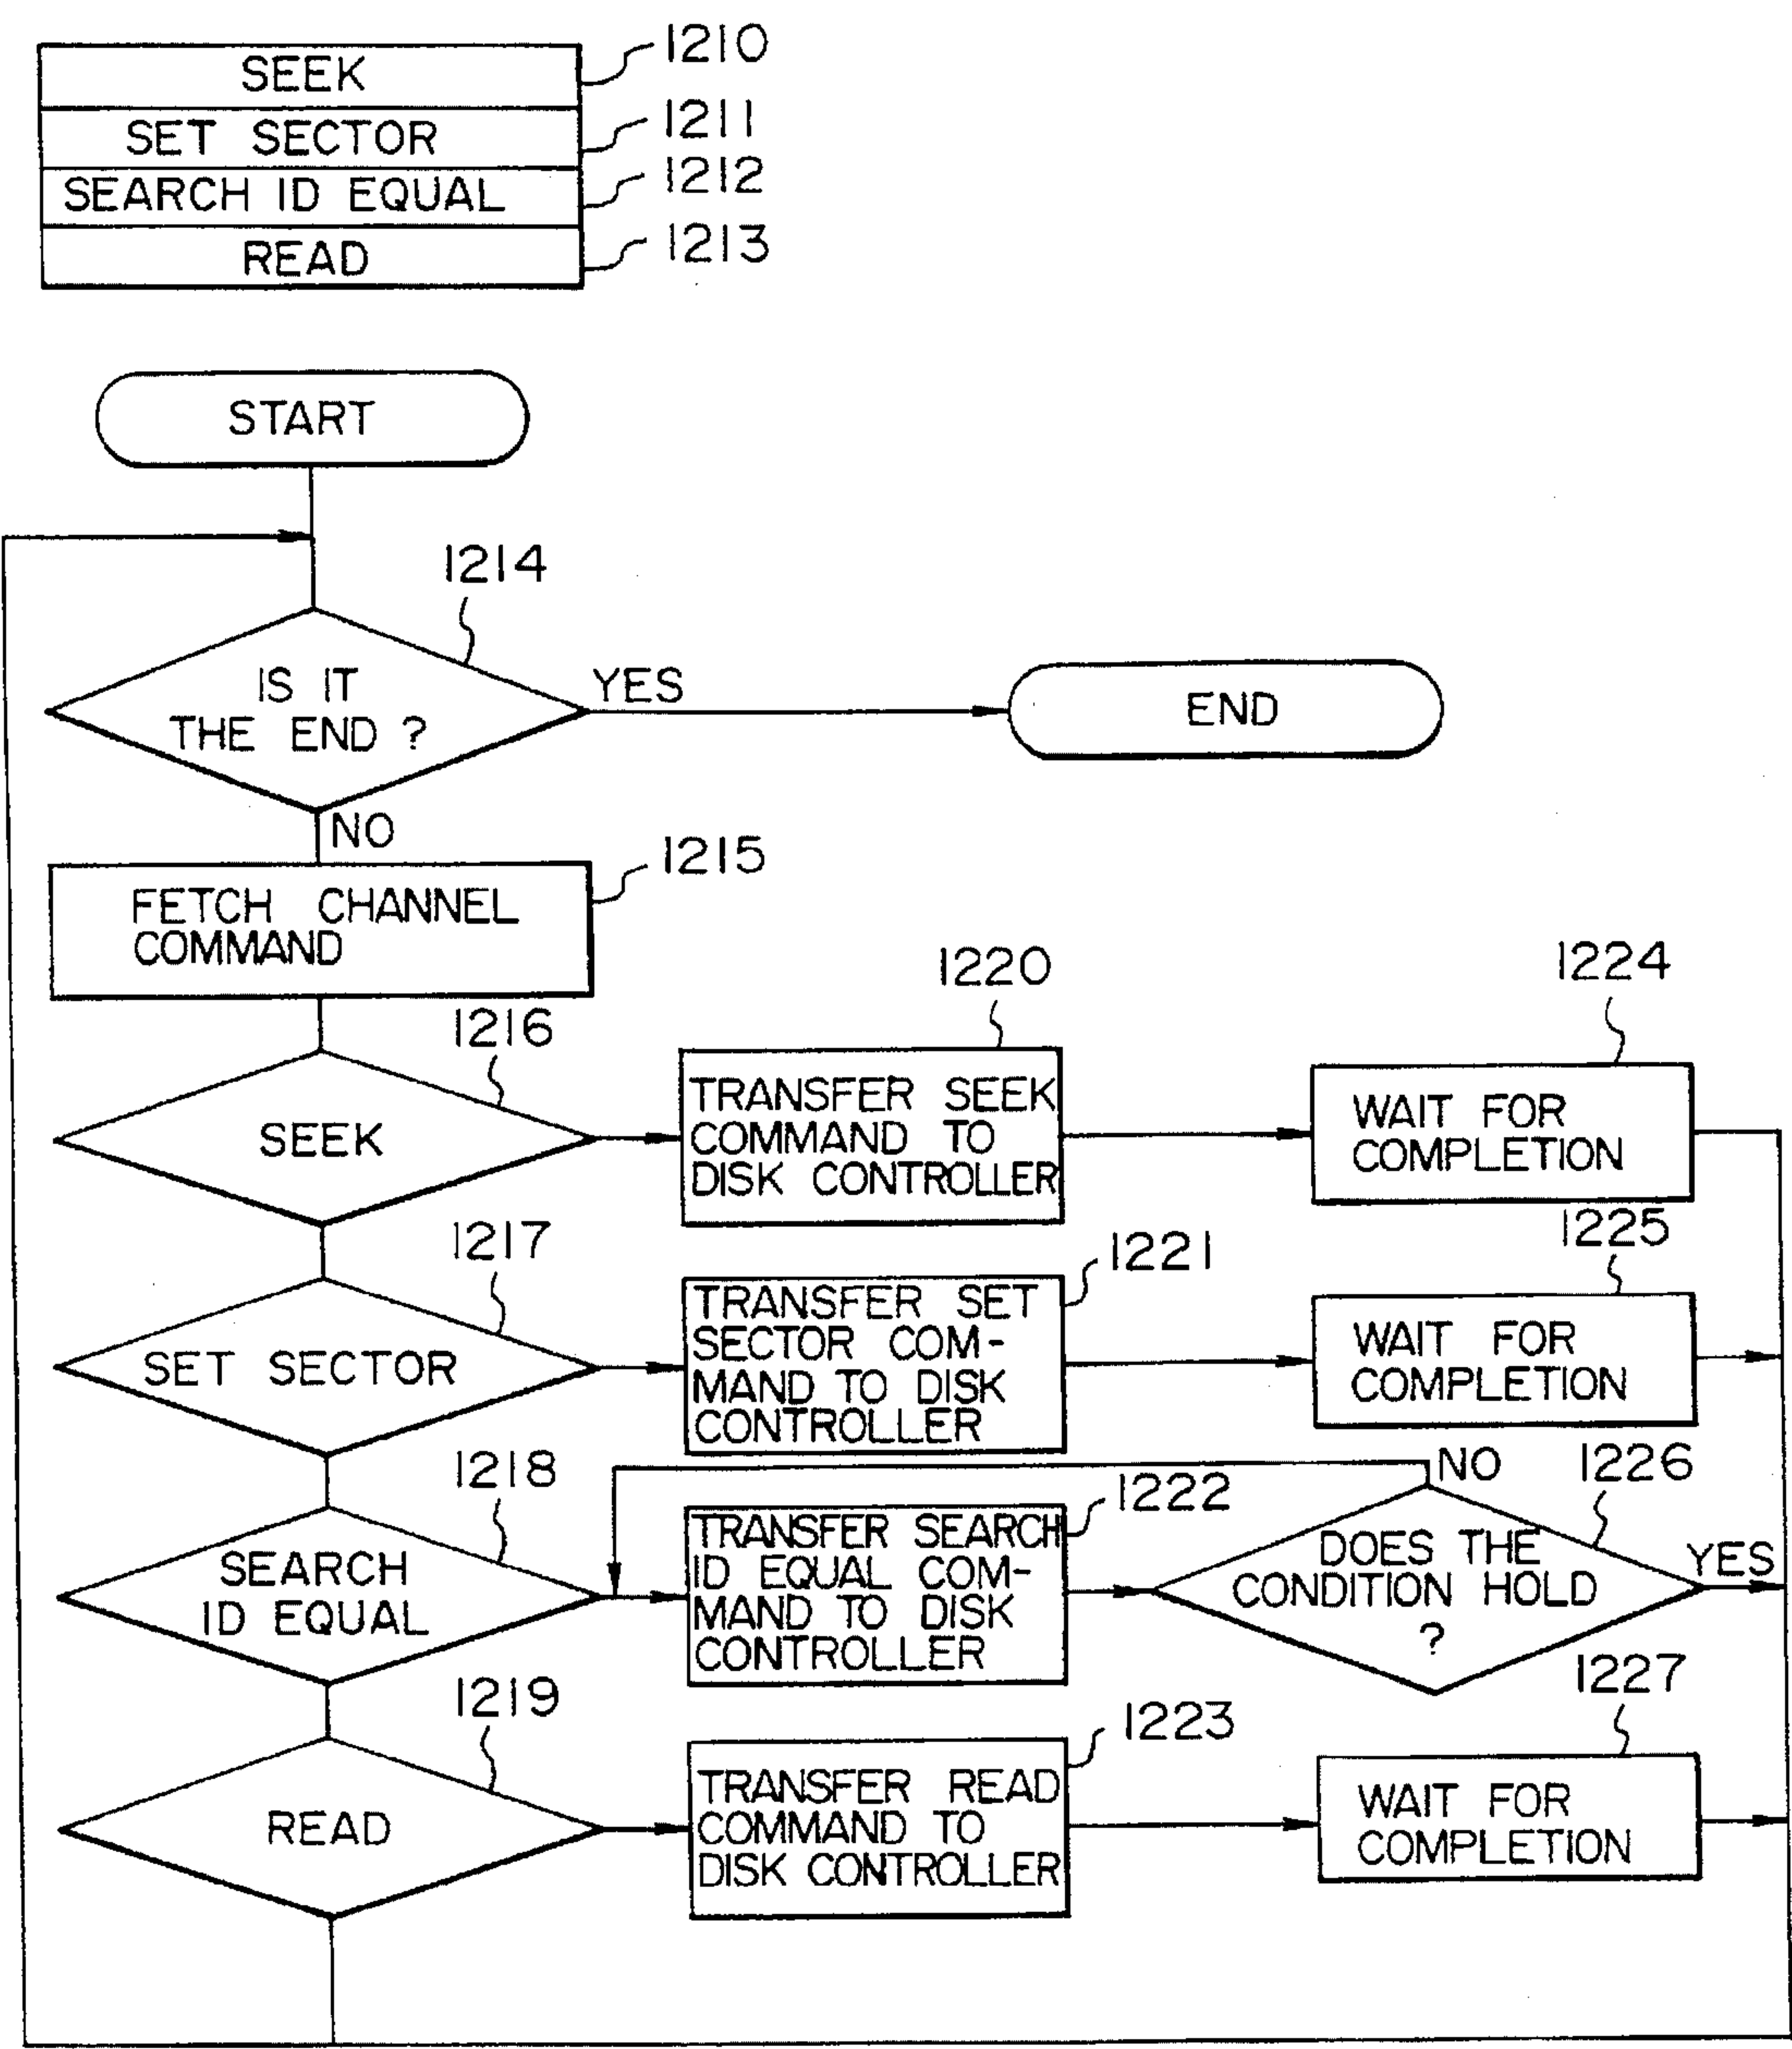 SEEK
1210
SET SECTOR
1211
SEARCH ID EQUAL
1212
READ
1213
START
1214
IS IT
THE END ?
YES
END
NO
1215
FETCH CHANNEL
COMMAND
1216
SEEK
1220
TRANSFER SEEK
COMMAND TO
DISK CONTROLLER
1224
WAIT FOR
COMPLETION
1217
SET SECTOR
1221
TRANSFER SET
SECTOR COM-
MAND TO DISK
CONTROLLER
1225
WAIT FOR
COMPLETION
1218
SEARCH
ID EQUAL
1222
TRANSFER SEARCH
ID EQUAL COM-
MAND TO DISK
CONTROLLER
NO
1226
DOES THE
CONDITION HOLD
?
YES
1219
READ
1223
TRANSFER READ
COMMAND TO
DISK CONTROLLER
1227
WAIT FOR
COMPLETION